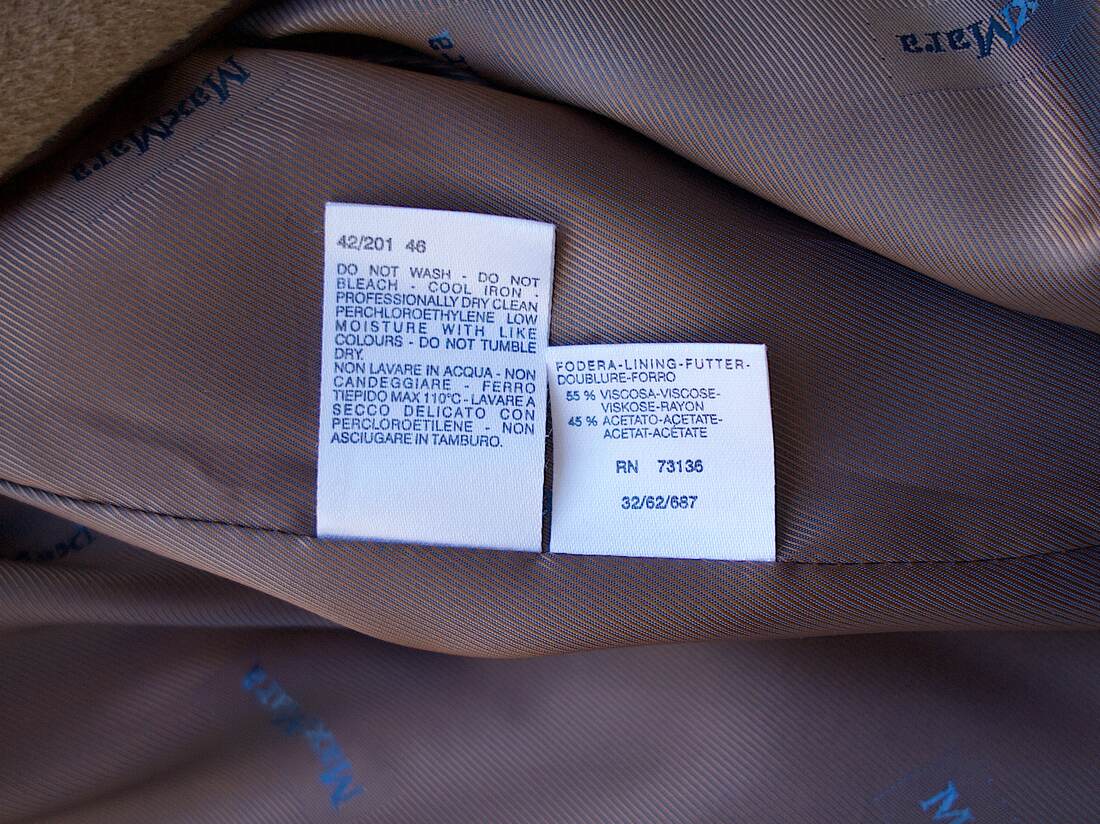 MaxMara
Mara
42/201 46
DO NOT WASH - DO NOT
BLEACH - COOL IRON -
PROFESSIONALLY DRY CLEAN
PERCHLOROETHYLENE LOW
MOISTURE WITH LIKE
COLOURS - DO NOT TUMBLE
DRY.
NON LAVARE IN ACQUA - NON
CANDEGGIARE - FERRO
TIEPIDO MAX 110°C - LAVARE A
SECCO DELICATO CON
PERCLOROETILENE - NON
ASCIUGARE IN TAMBURO.
FODERA-LINING-FUTTER-
DOUBLURE-FORRO
55 % VISCOSA-VISCOSE-
VISKOSE-RAYON
45 % ACETATO-ACETATE-
ACETAT-ACÉTATE
RN 73136
32/62/687
MaxMara
M